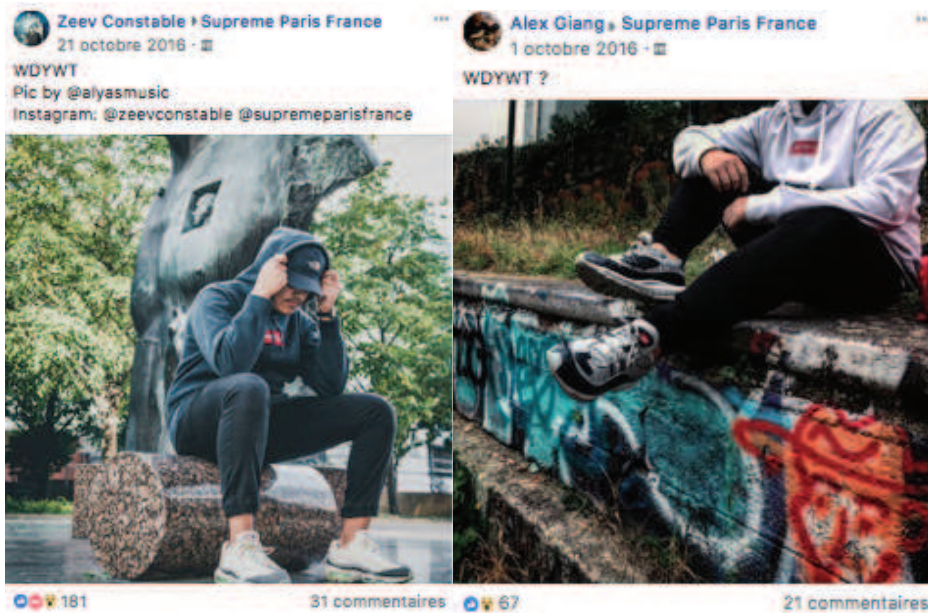 Zeev Constable ▸ Supreme Paris France
21 octobre 2016 ·
WDYWT
Pic by @alyasmusic
Instagram: @zeevconstable @supremeparisfrance
181
31 commentaires
Alex Giang ▸ Supreme Paris France
1 octobre 2016 ·
WDYWT ?
67
21 commentaires